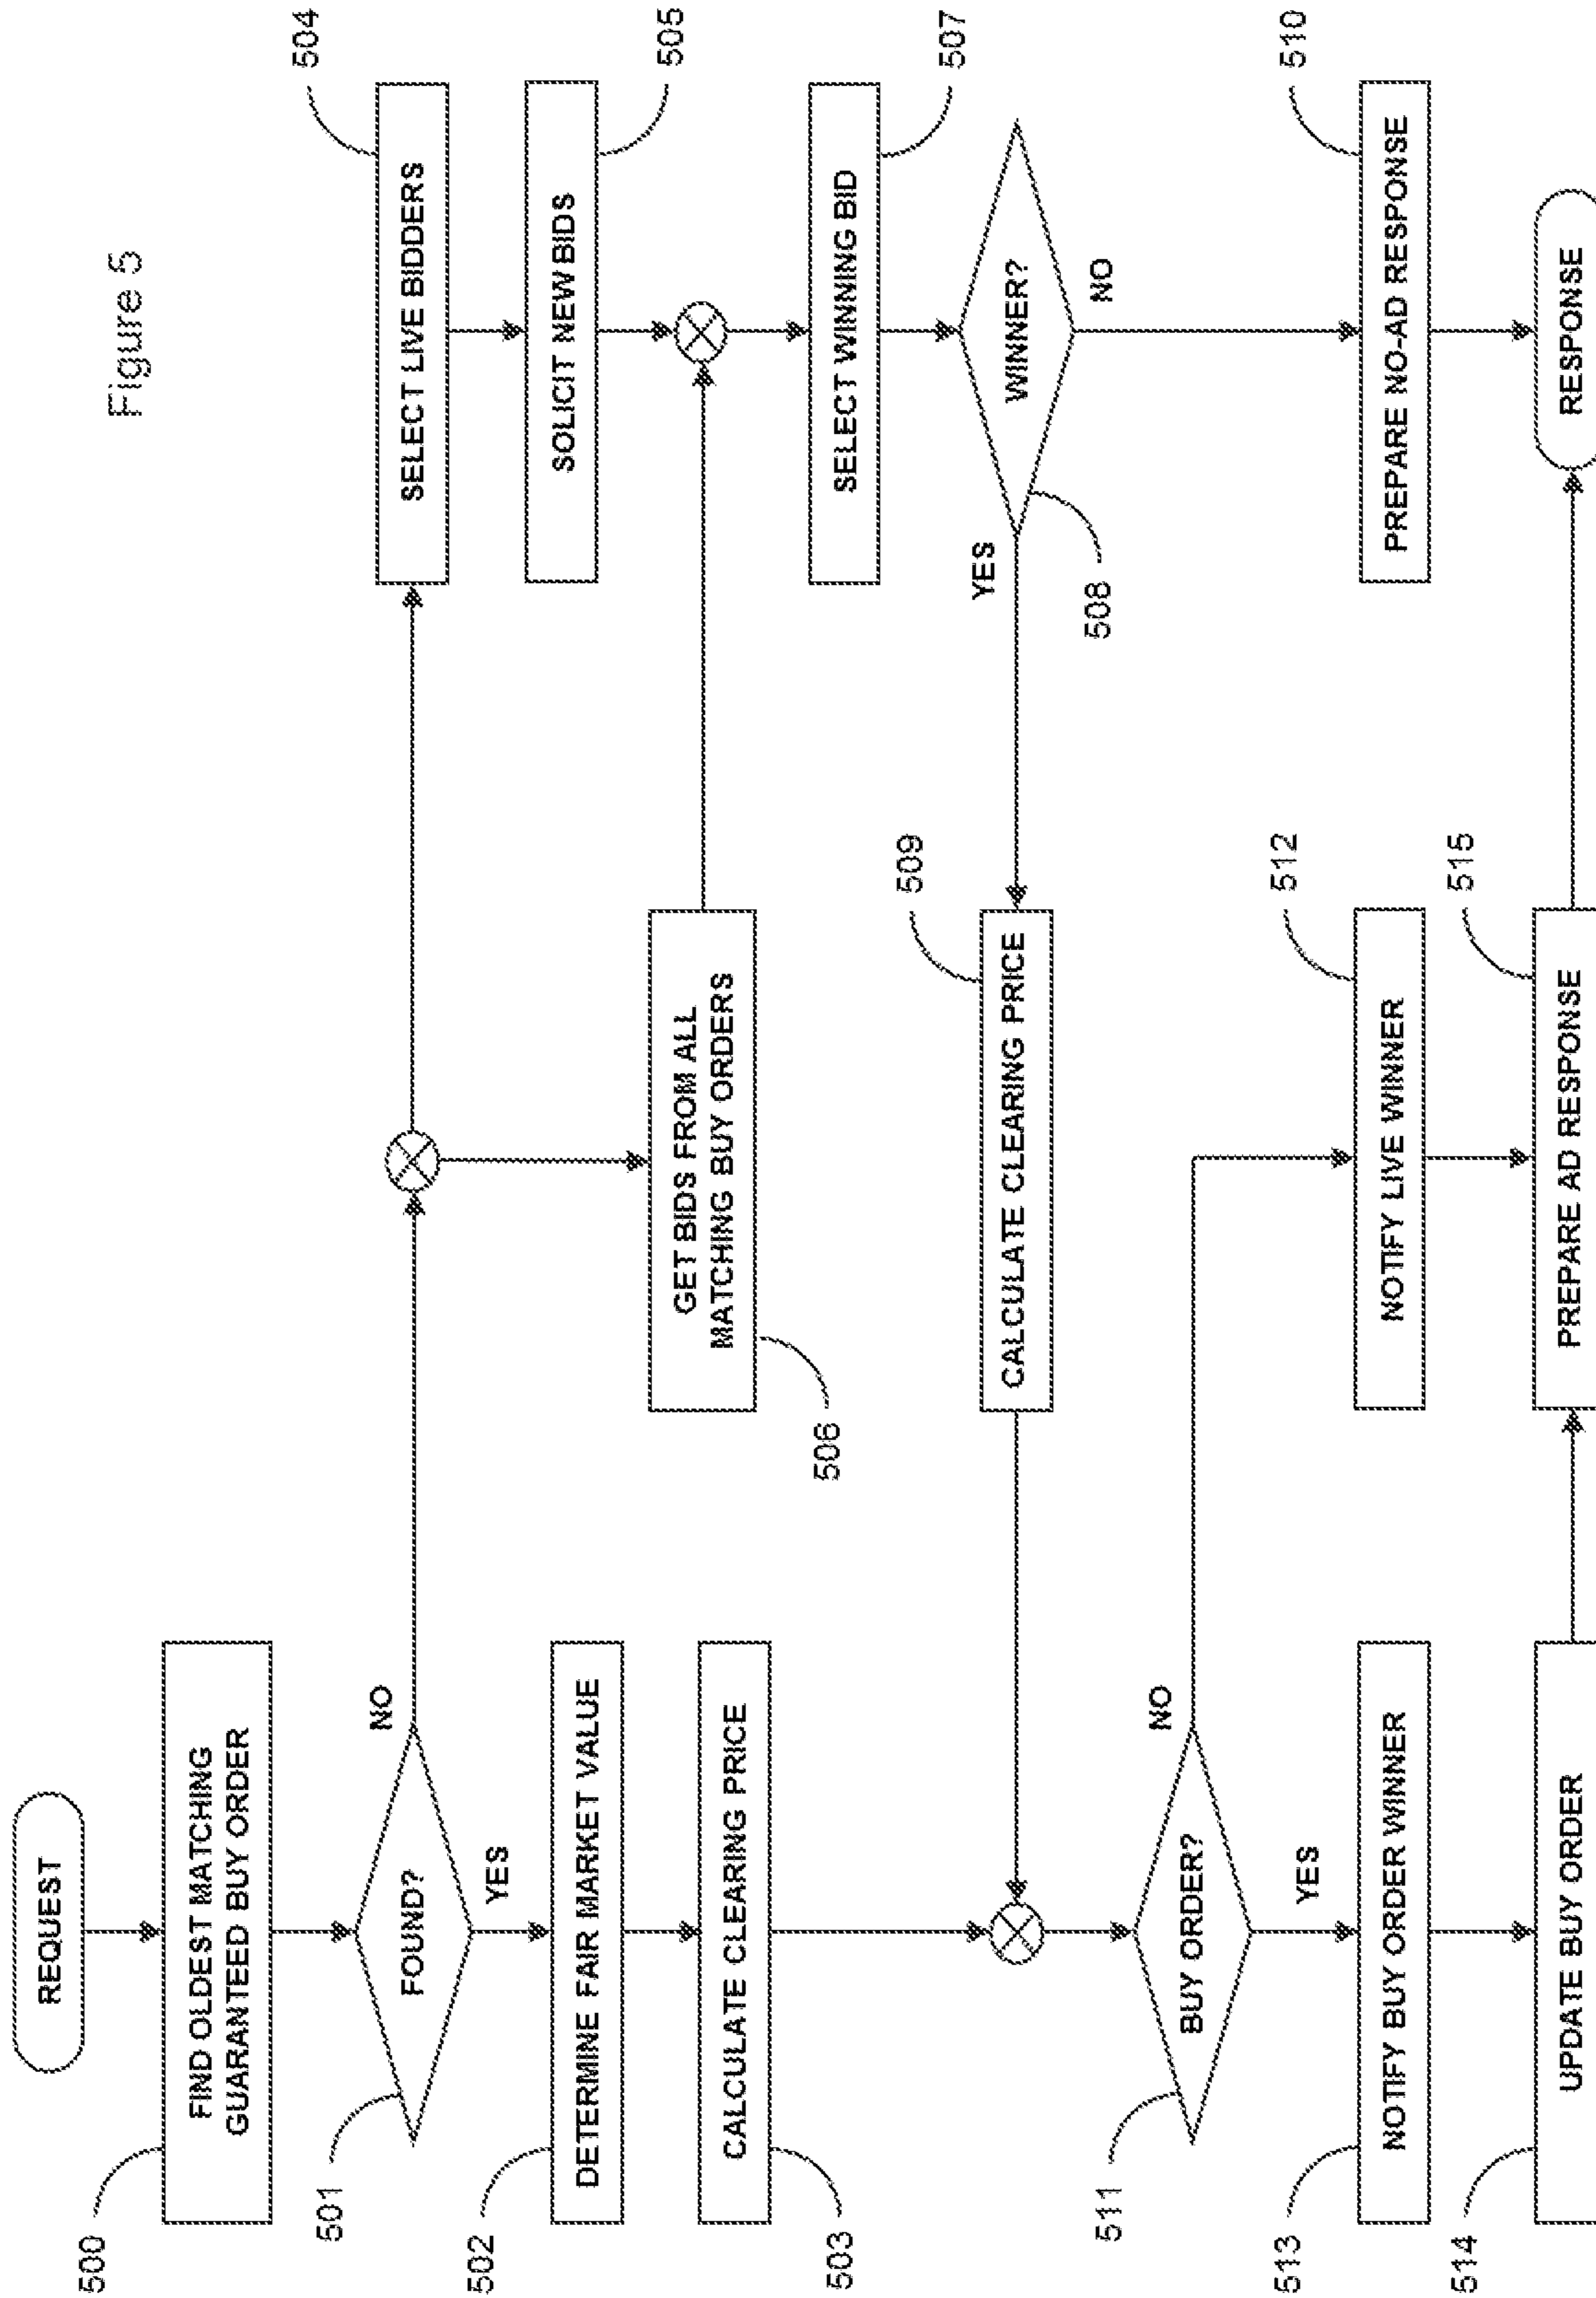 Figure 5
REQUEST
500
FIND OLDEST MATCHING
GUARANTEED BUY ORDER
501
FOUND?
NO
YES
502
DETERMINE FAIR MARKET VALUE
503
CALCULATE CLEARING PRICE
504
SELECT LIVE BIDDERS
505
SOLICIT NEW BIDS
GET BIDS FROM ALL
MATCHING BUY ORDERS
506
507
SELECT WINNING BID
WINNER?
YES
NO
508
509
CALCULATE CLEARING PRICE
510
PREPARE NO-AD RESPONSE
511
BUY ORDER?
NO
YES
512
NOTIFY LIVE WINNER
513
NOTIFY BUY ORDER WINNER
514
UPDATE BUY ORDER
515
PREPARE AD RESPONSE
RESPONSE